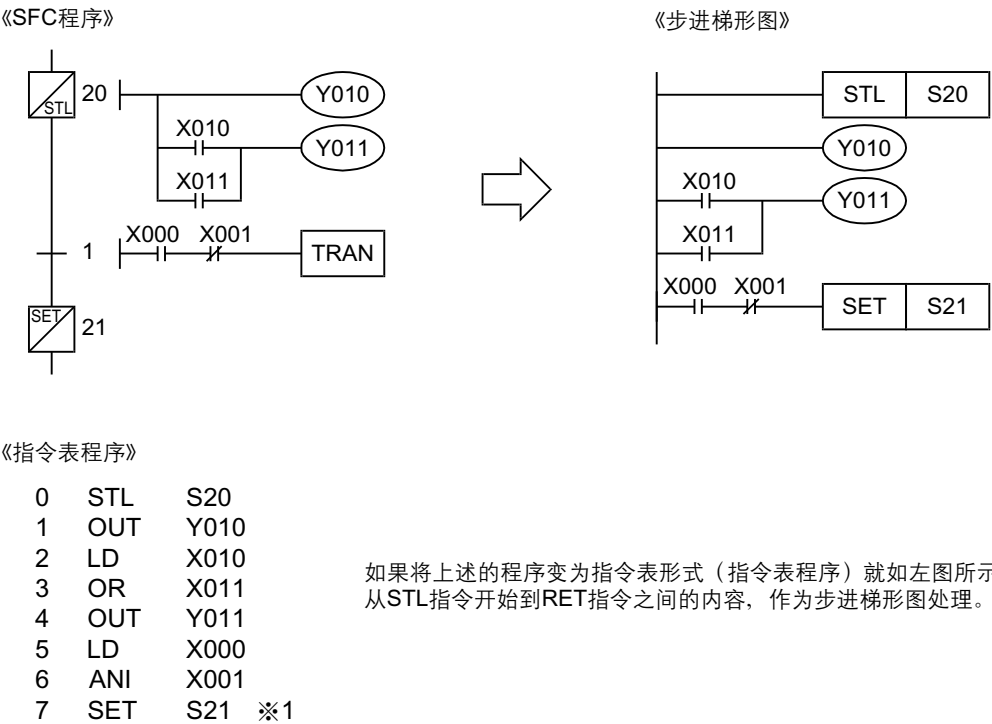 《SFC程序》
《步进梯形图》
STL 20 Y010
X010
Y011
X011
X000 X001
1 TRAN
SET 21
STL S20
Y010
X010
Y011
X011
X000 X001
SET S21
《指令表程序》
0 STL S20
1 OUT Y010
2 LD X010
3 OR X011
4 OUT Y011
5 LD X000
6 ANI X001
7 SET S21 ※1
如果将上述的程序变为指令表形式（指令表程序）就如左图所示
从STL指令开始到RET指令之间的内容，作为步进梯形图处理。